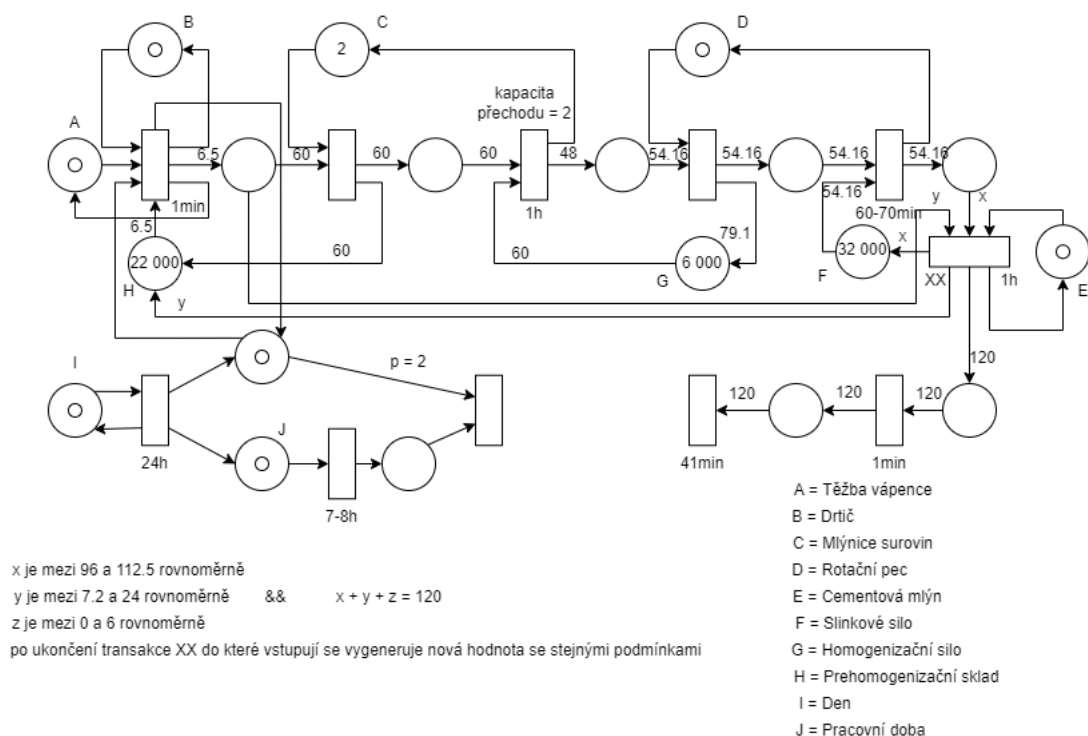 B
C
D
2
kapacita
přechodu = 2
A
6.5
60
60
60
48
54.16
54.16
54.16
54.16
1min
1h
54.16
60-70min
y
x
6.5
79.1
22 000
60
60
6 000
32 000
x
H
G
F
XX
1h
E
y
I
p = 2
120
J
120
120
120
24h
41min
1min
7-8h
A = Těžba vápence
B = Drtič
C = Mlýnice surovin
D = Rotační pec
E = Cementová mlýn
F = Slinkové silo
G = Homogenizační silo
H = Prehomogenizační sklad
I = Den
J = Pracovní doba
x je mezi 96 a 112.5 rovnoměrně
y je mezi 7.2 a 24 rovnoměrně && x + y + z = 120
z je mezi 0 a 6 rovnoměrně
po ukončení transakce XX do které vstupují se vygeneruje nová hodnota se stejnými podmínkami